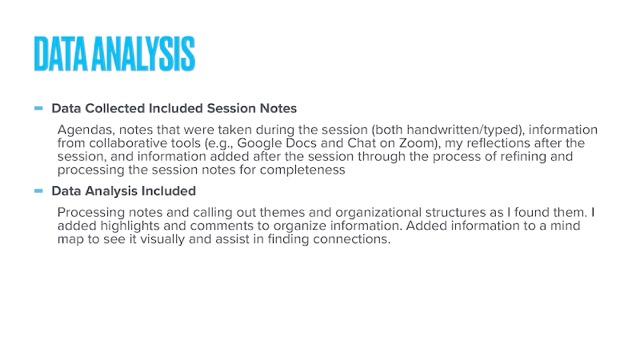 DATA ANALYSIS
Data Collected Included Session Notes
Agendas, notes that were taken during the session (both handwritten/typed), information
from collaborative tools (e.g., Google Docs and Chat on Zoom), my reflections after the
session, and information added after the session through the process of refining and
processing the session notes for completeness
Data Analysis Included
Processing notes and calling out themes and organizational structures as I found them. I
added highlights and comments to organize information. Added information to a mind
map to see it visually and assist in finding connections.